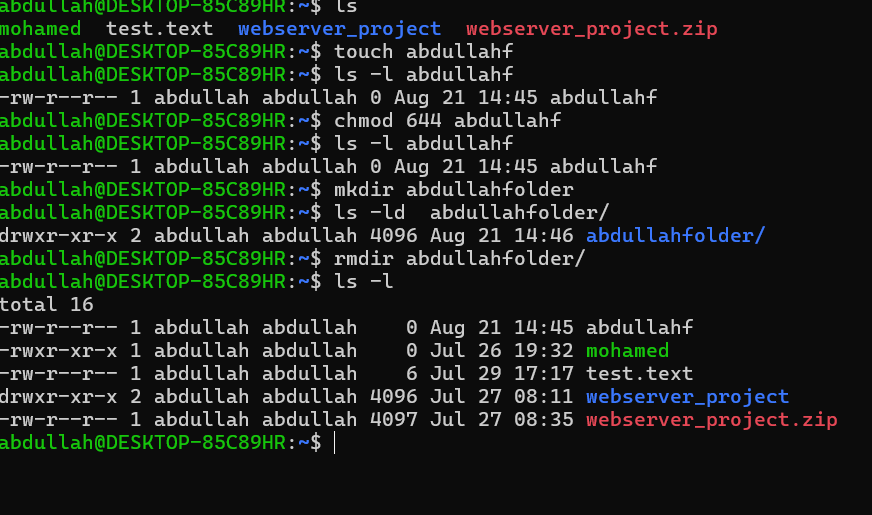 abdullah@DESKTOP-85C89HR:~$ ls
mohamed  test.text  webserver_project  webserver_project.zip
abdullah@DESKTOP-85C89HR:~$ touch abdullahf
abdullah@DESKTOP-85C89HR:~$ ls -l abdullahf
-rw-r--r-- 1 abdullah abdullah 0 Aug 21 14:45 abdullahf
abdullah@DESKTOP-85C89HR:~$ chmod 644 abdullahf
abdullah@DESKTOP-85C89HR:~$ ls -l abdullahf
-rw-r--r-- 1 abdullah abdullah 0 Aug 21 14:45 abdullahf
abdullah@DESKTOP-85C89HR:~$ mkdir abdullahfolder
abdullah@DESKTOP-85C89HR:~$ ls -ld  abdullahfolder/
drwxr-xr-x 2 abdullah abdullah 4096 Aug 21 14:46 abdullahfolder/
abdullah@DESKTOP-85C89HR:~$ rmdir abdullahfolder/
abdullah@DESKTOP-85C89HR:~$ ls -l
total 16
-rw-r--r-- 1 abdullah abdullah    0 Aug 21 14:45 abdullahf
-rwxr-xr-x 1 abdullah abdullah    0 Jul 26 19:32 mohamed
-rw-r--r-- 1 abdullah abdullah    6 Jul 29 17:17 test.text
drwxr-xr-x 2 abdullah abdullah 4096 Jul 27 08:11 webserver_project
-rw-r--r-- 1 abdullah abdullah 4097 Jul 27 08:35 webserver_project.zip
abdullah@DESKTOP-85C89HR:~$